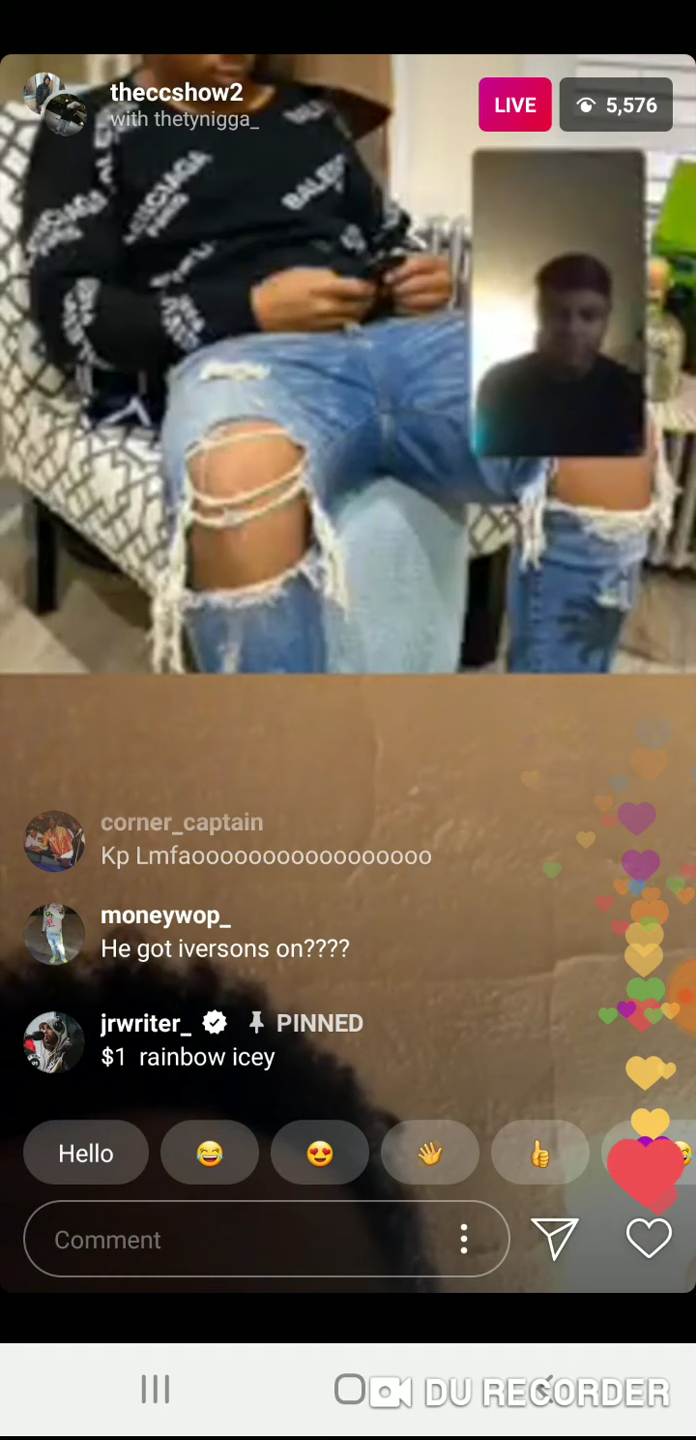 theccshow2
with thetynigga_
LIVE
5,576
BALEN
corner_captain
Kp Lmfaooooooooooooooooo
moneywop_
He got iversons on????
jrwriter_ PINNED
$1 rainbow icey
Hello
Comment
DU RECORDER